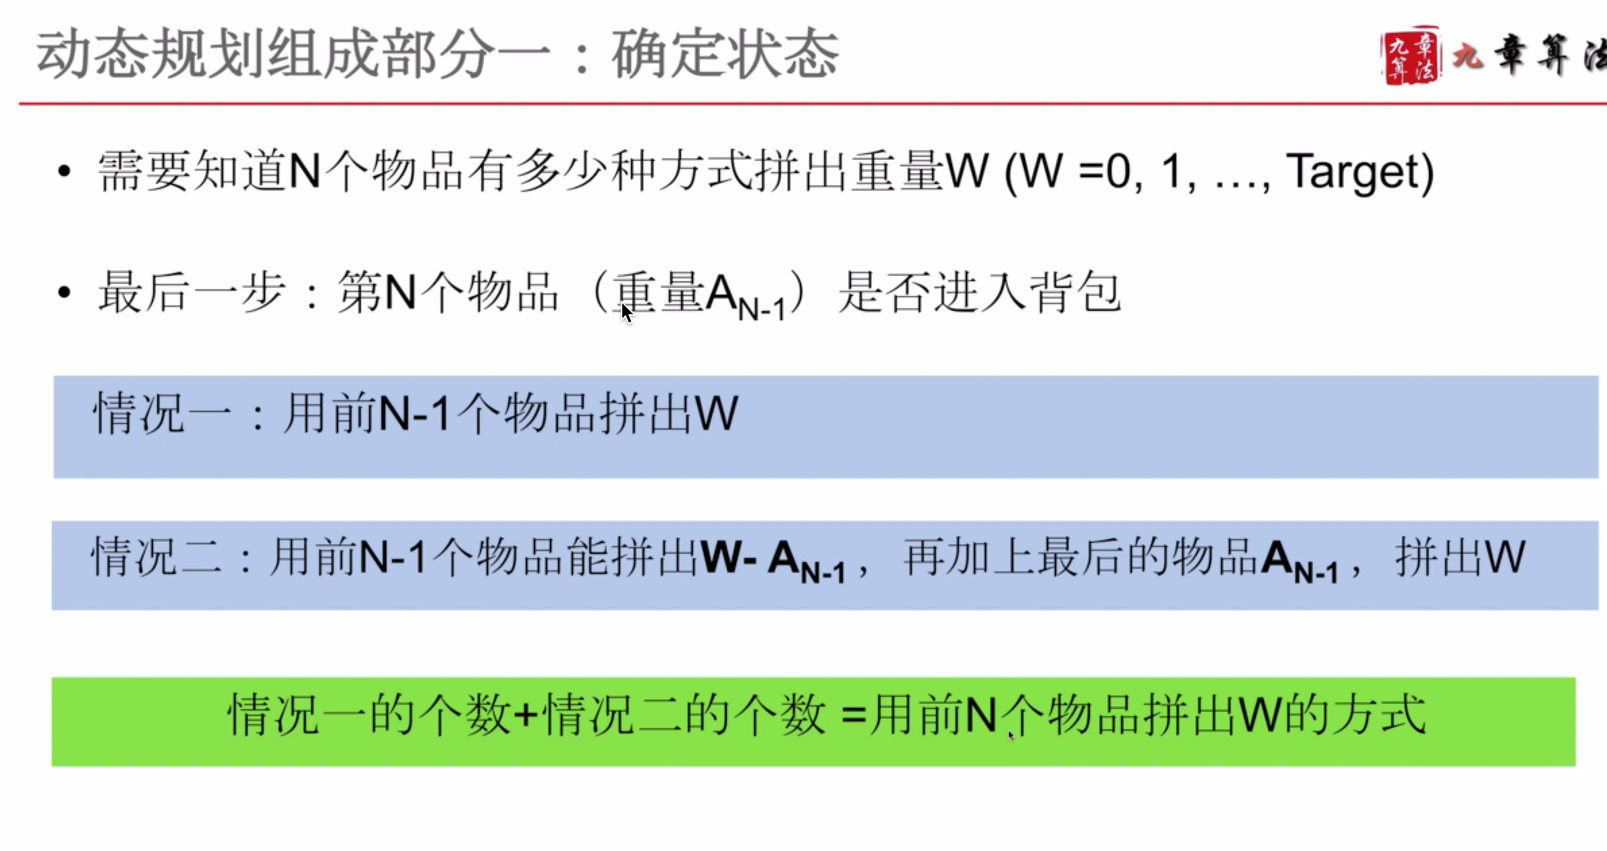 动态规划组成部分一：确定状态
九章算法
九章算法
• 需要知道N个物品有多少种方式拼出重量W (W =0, 1, …, Target)
• 最后一步：第N个物品（重量A_{N-1}）是否进入背包
情况一：用前N-1个物品拼出W
情况二：用前N-1个物品能拼出W- A_{N-1}， 再加上最后的物品A_{N-1}， 拼出W
情况一的个数+情况二的个数 =用前N个物品拼出W的方式